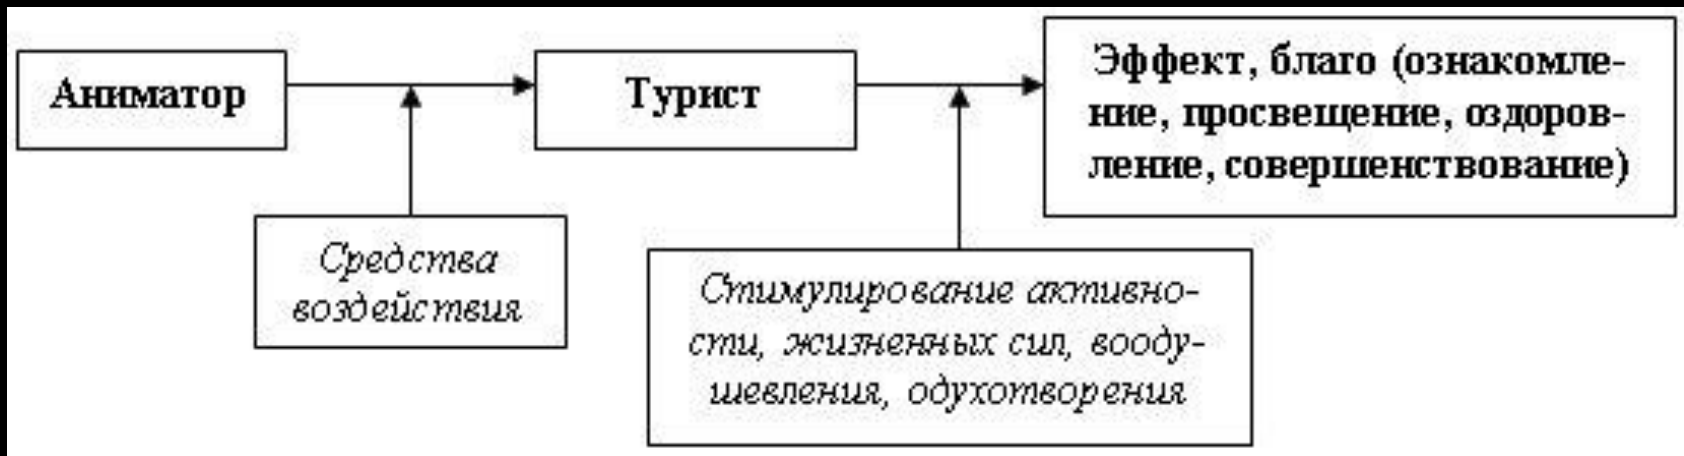 Аниматор
Турист
Эффект, благо (ознакомле-
ние, просвещение, оздоров-
ление, совершенствование)
Средства
воздействия
Стимулирование активно-
сти, жизненных сил, вооду-
шевления, одухотворения